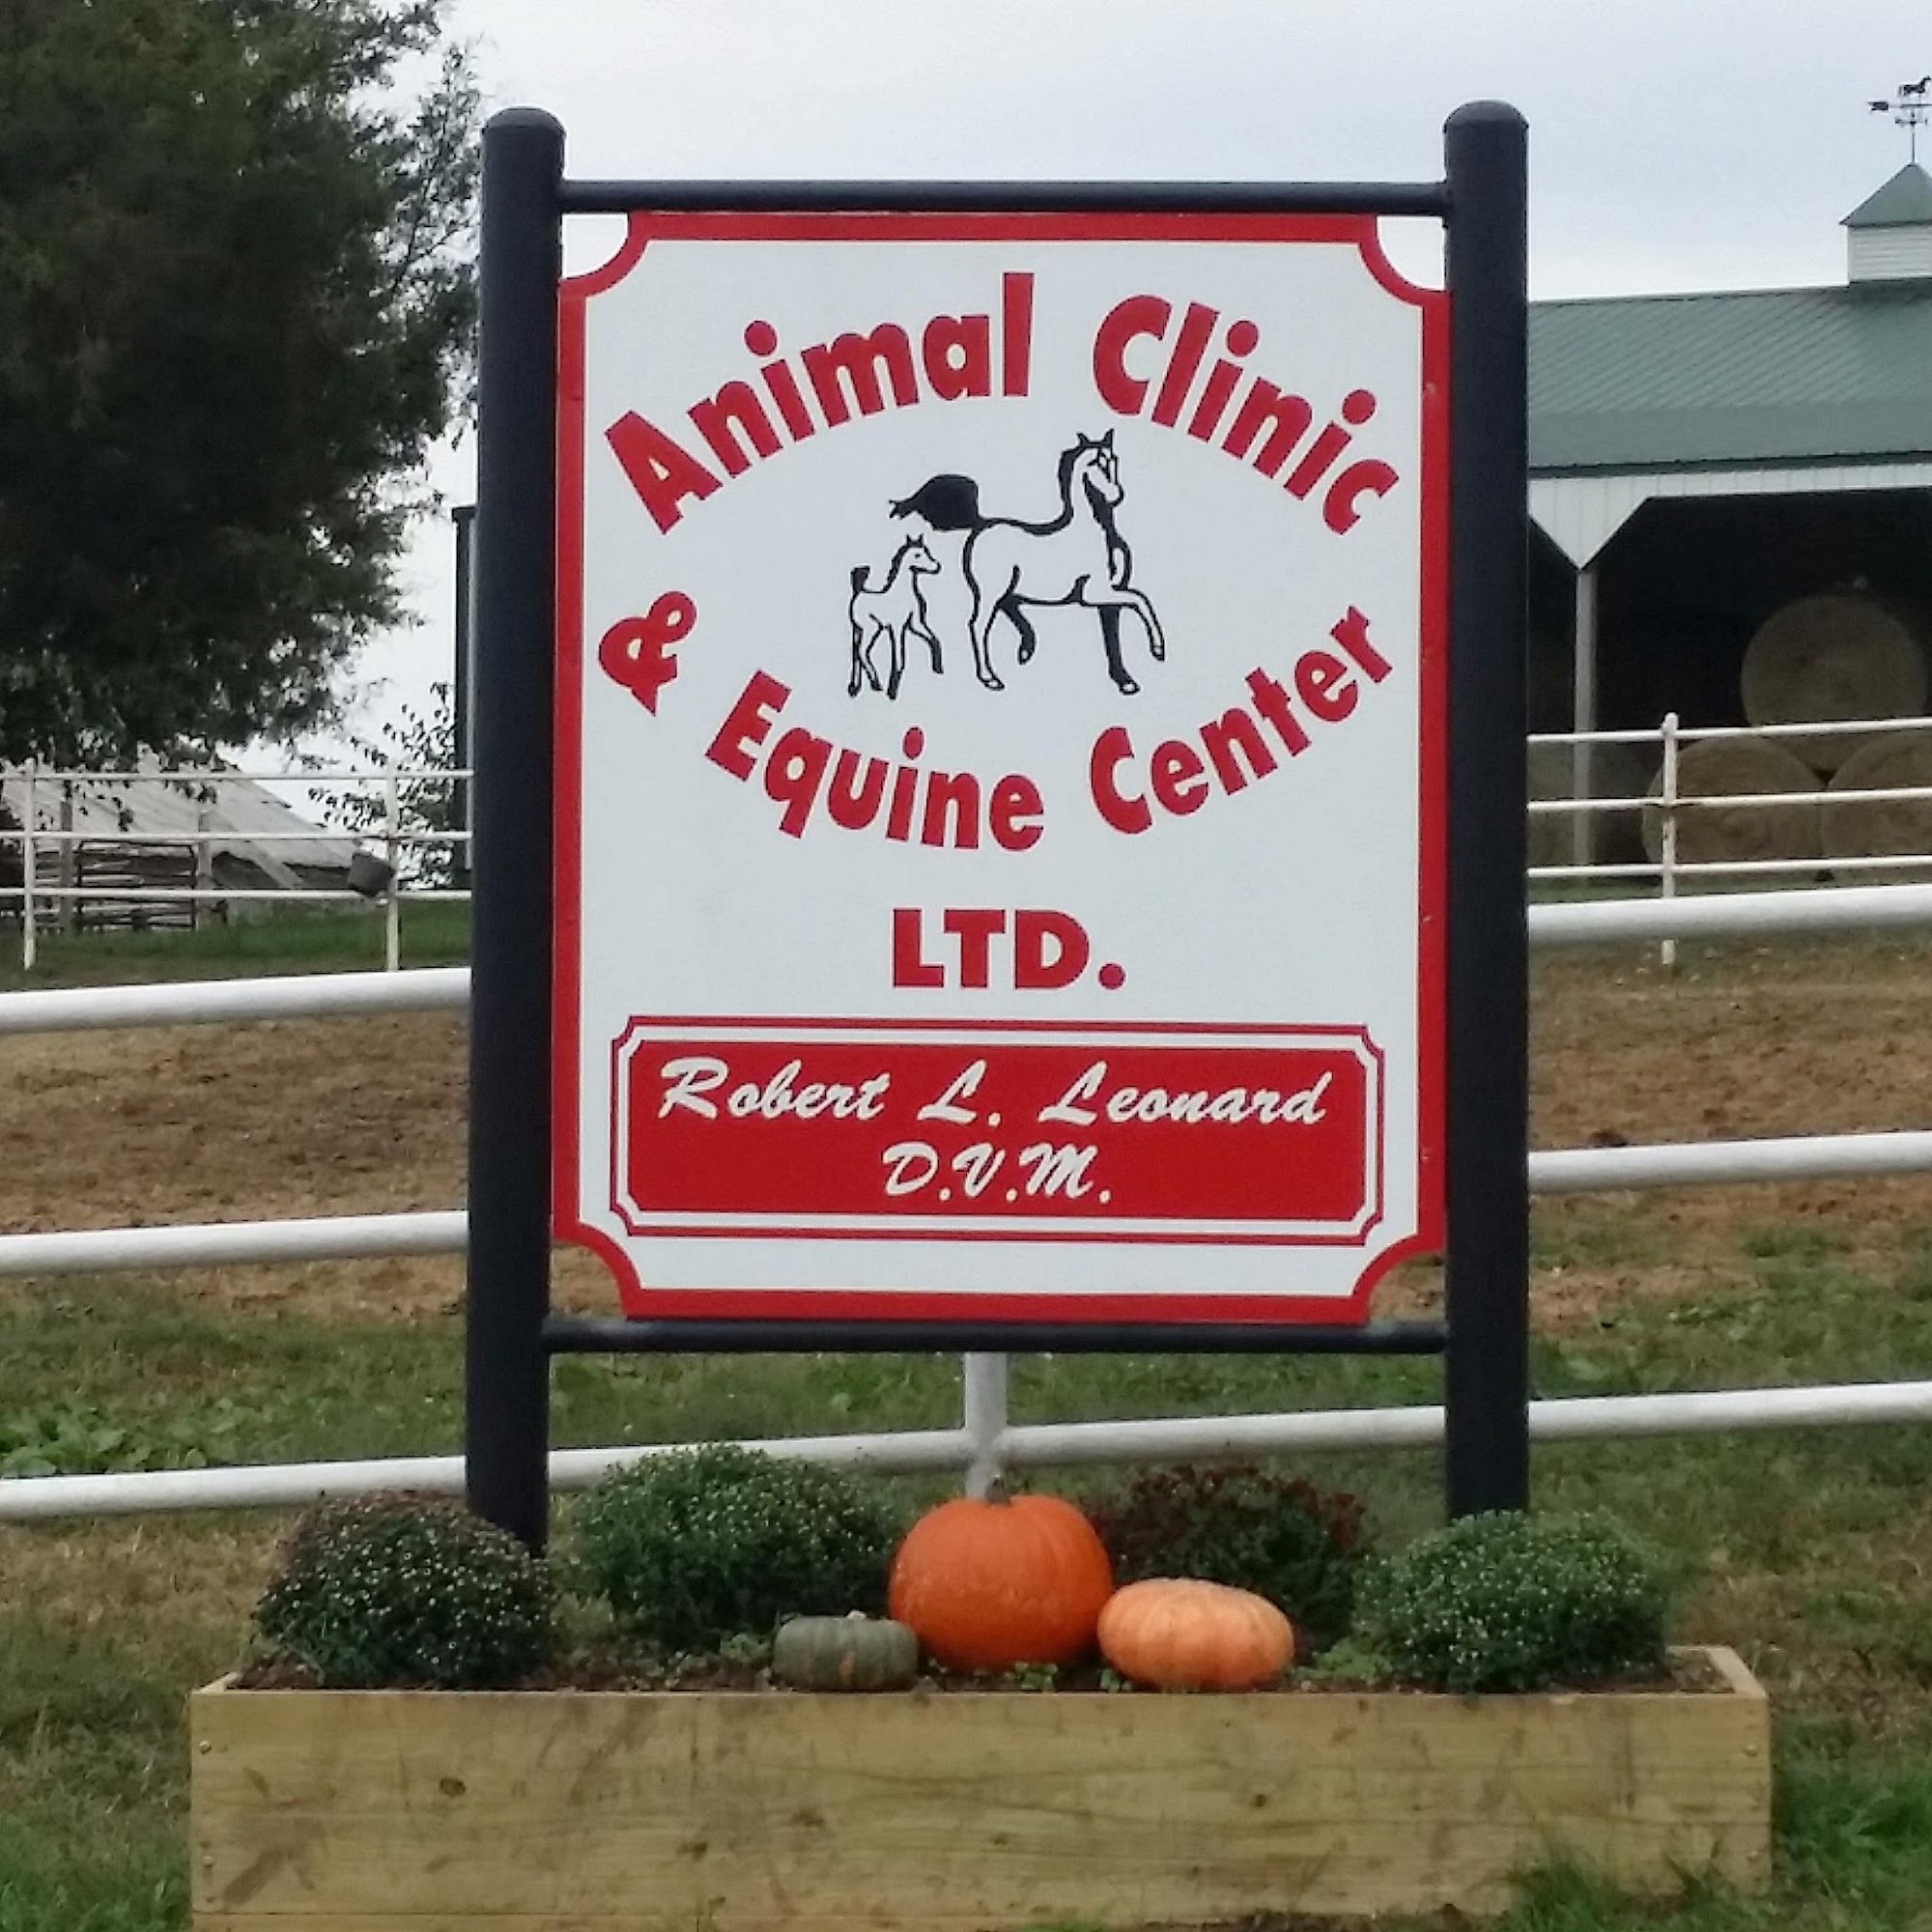 Animal Clinic
& Equine Center
LTD.
Robert L. Leonard
D.V.M.